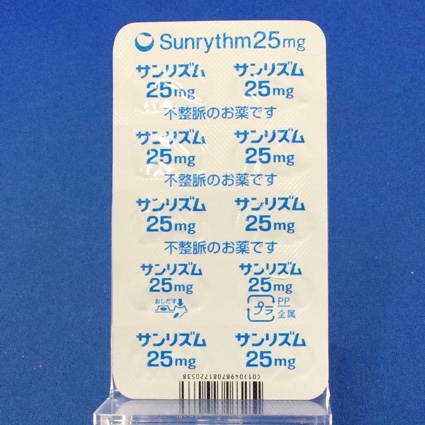 Sunrythm25mg
サンリズム サンリズム
25mg 25mg
不整脈のお薬です
サンリズム サンリズム
25mg 25mg
不整脈のお薬です
サンリズム サンリズム
25mg 25mg
不整脈のお薬です
サンリズム サンリズム
25mg 25mg
おしだす プラ PP
金属
サンリズム サンリズム
25mg 25mg
(01)04987081720538